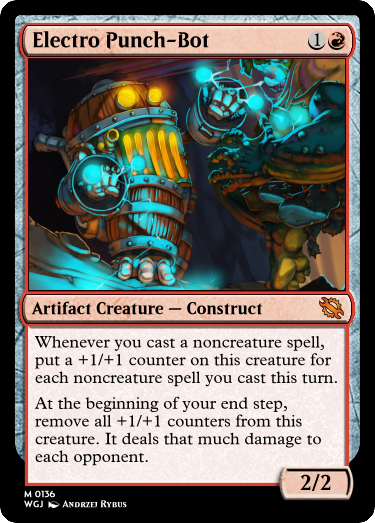 Electro Punch-Bot 1
Artifact Creature — Construct
Whenever you cast a noncreature spell,
put a +1/+1 counter on this creature for
each noncreature spell you cast this turn.
At the beginning of your end step,
remove all +1/+1 counters from this
creature. It deals that much damage to
each opponent.
2/2
M 0136
WGJ Andrzej Rybus